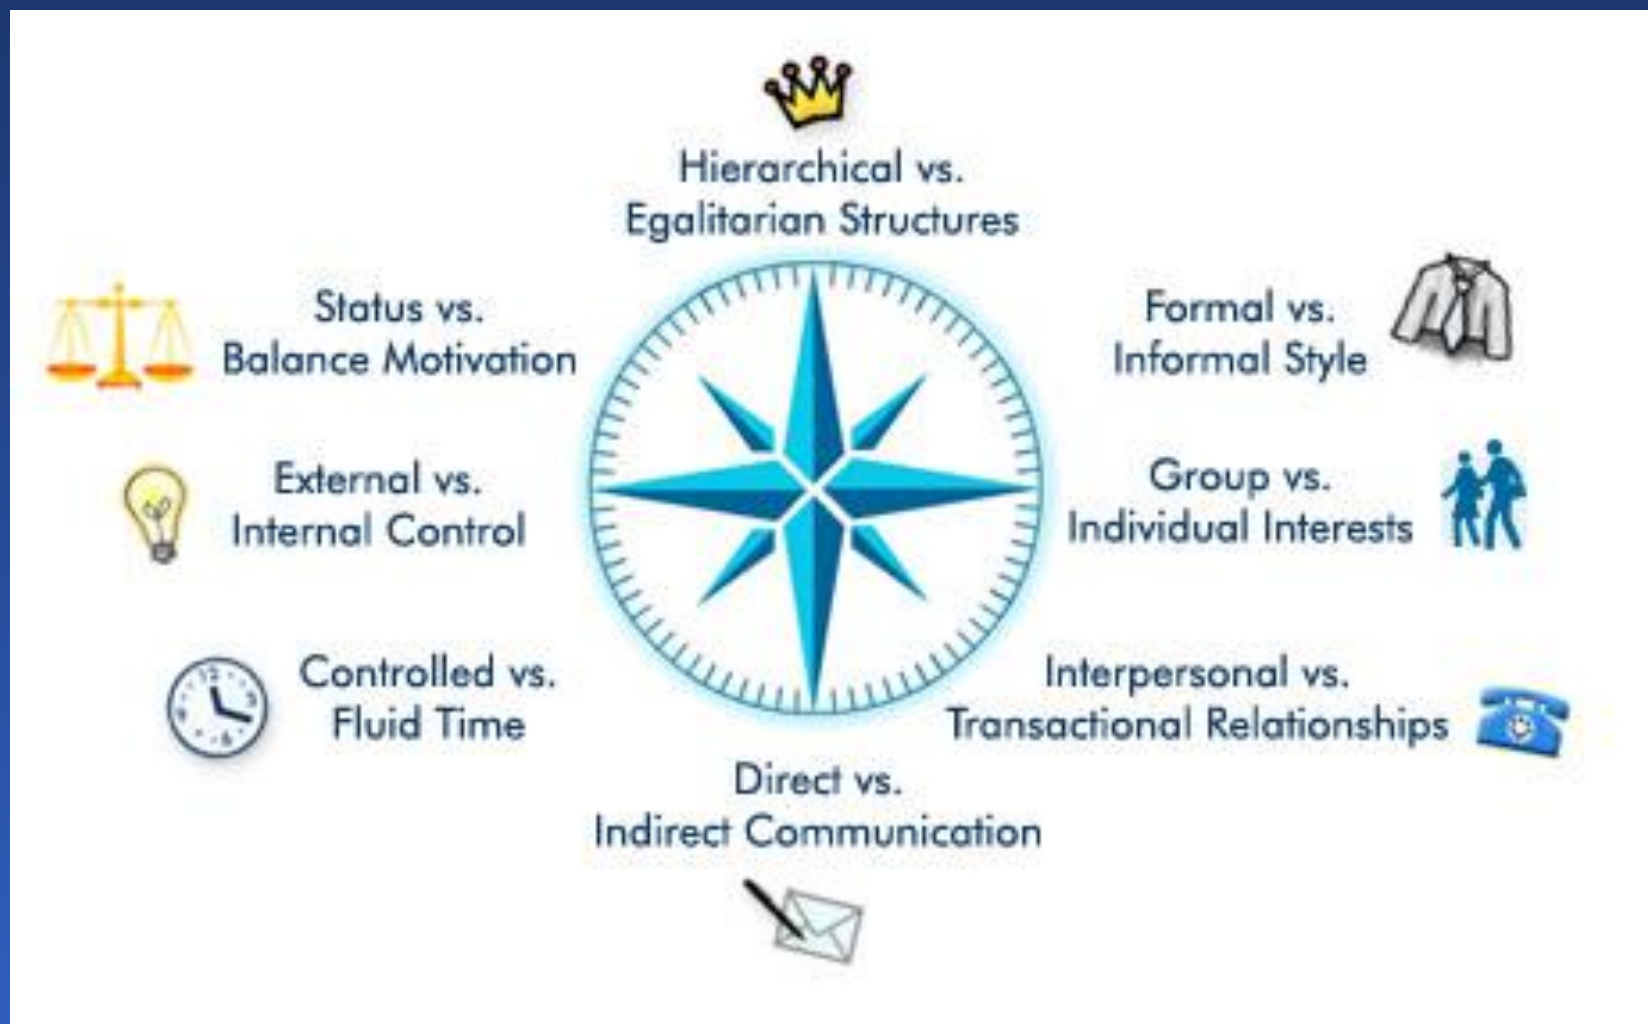 Hierarchical vs.
Egalitarian Structures
Status vs.
Balance Motivation
Formal vs.
Informal Style
External vs.
Internal Control
Group vs.
Individual Interests
Controlled vs.
Fluid Time
Interpersonal vs.
Transactional Relationships
Direct vs.
Indirect Communication
12